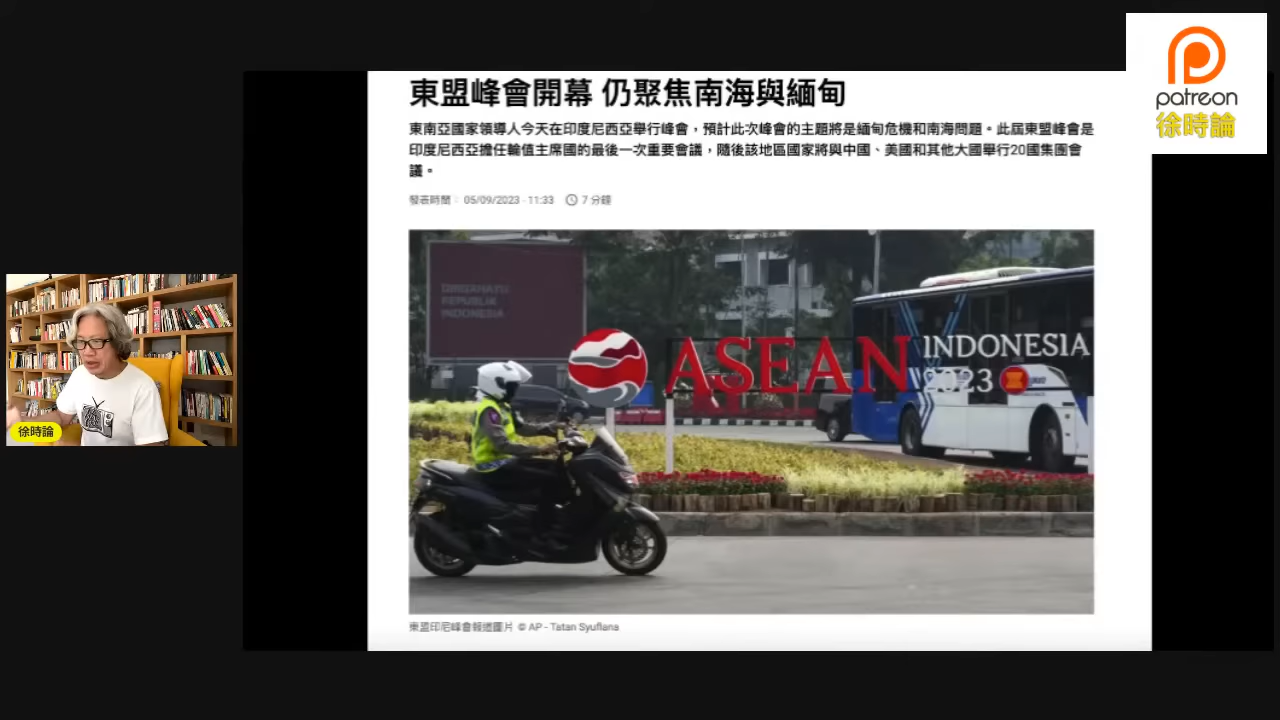 東盟峰會開幕 仍聚焦南海與緬甸
東南亞國家領導人今天在印度尼西亞舉行峰會，預計此次峰會的主題將是緬甸危機和南海問題。此屆東盟峰會是
印度尼西亞擔任輪值主席國的最後一次重要會議，隨後該地區國家將與中國、美國和其他大國舉行20國集團會
議。
發表時間： 05/09/2023 - 11:33 7 分鐘
DIRGAHAYU
REPUBLIK
INDONESIA
ASEAN
INDONESIA
2023
東盟印尼峰會報道圖片 © AP - Tatan Syuflana
徐時論
patreon
徐時論